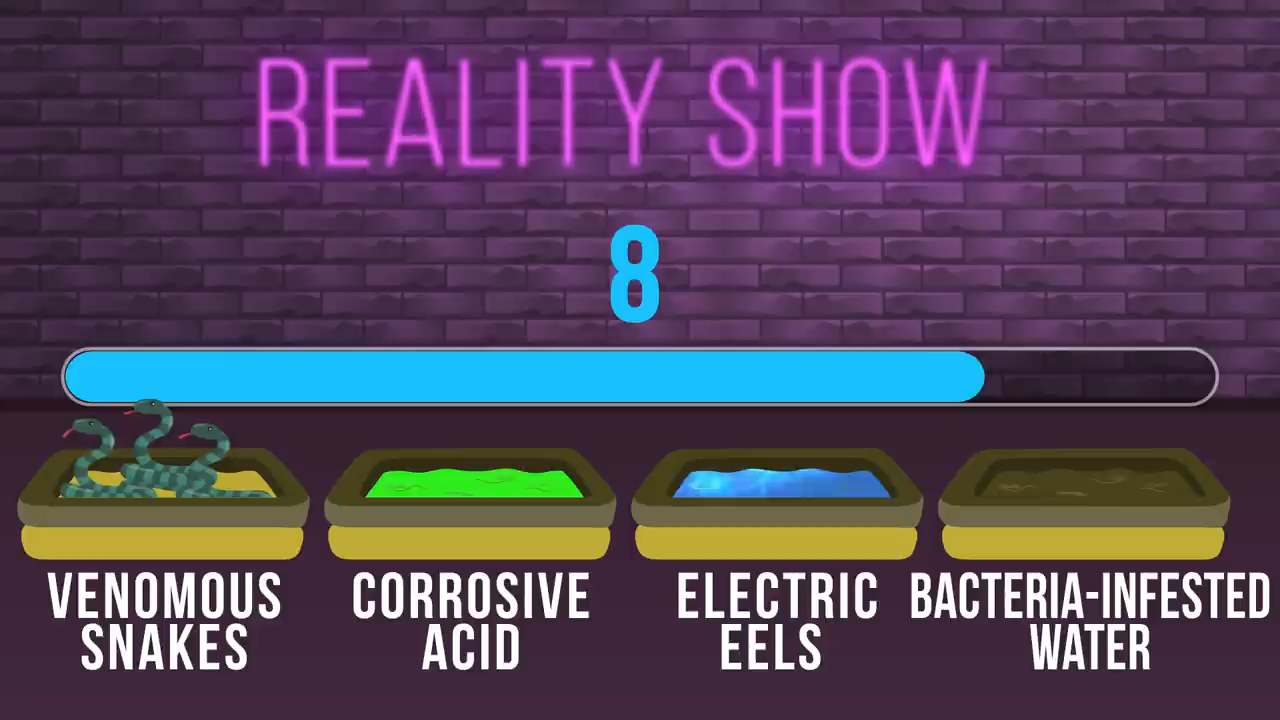 REALITY SHOW
8
VENOMOUS
SNAKES
CORROSIVE
ACID
ELECTRIC
EELS
BACTERIA-INFESTED
WATER